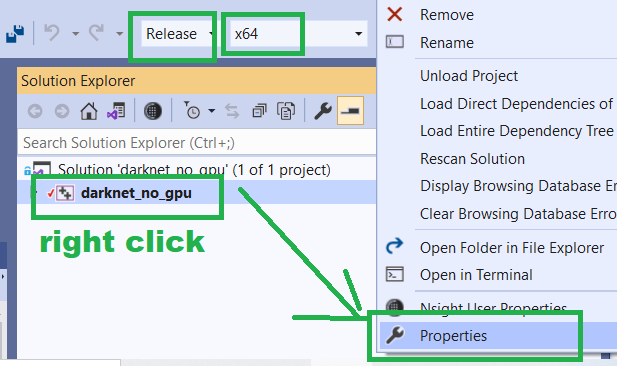 Release
x64
Solution Explorer
Search Solution Explorer (Ctrl+;)
Solution 'darknet_no_gpu' (1 of 1 project)
darknet_no_gpu
right click
Remove
Rename
Unload Project
Load Direct Dependencies of
Load Entire Dependency Tree
Rescan Solution
Display Browsing Database E
Clear Browsing Database Erro
Open Folder in File Explorer
Open in Terminal
Nsight User Properties
Properties